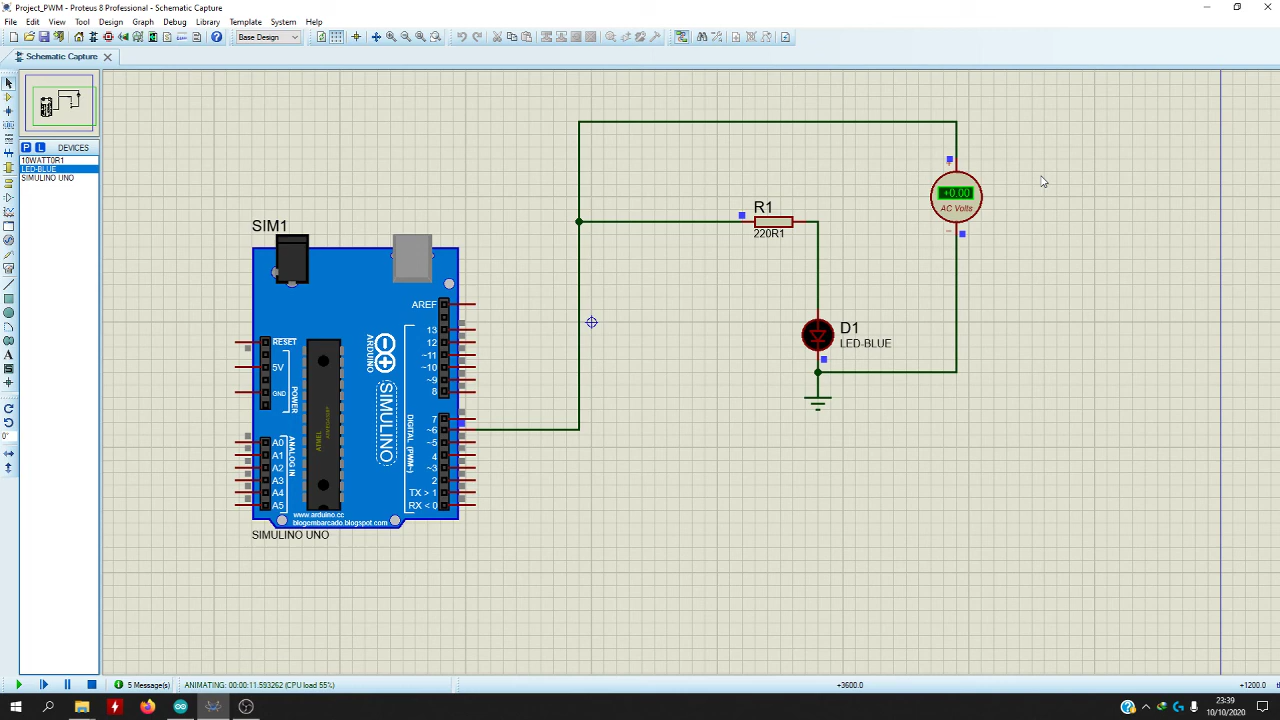 Project_PWM - Proteus 8 Professional - Schematic Capture
File Edit View Tool Design Graph Debug Library Template System Help
Base Design
Schematic Capture
P L DEVICES
10WATT0R1
LED-BLUE
SIMULINO UNO
0°
SIM1
AREF
13
12
~11
~10
~9
8
7
~6
~5
4
~3
2
TX > 1
RX < 0
RESET
5V
GND
POWER
A0
A1
A2
A3
A4
A5
ANALOG IN
ATMEL
ARDUINO
SIMULINO
DIGITAL (PWM~)
www.arduino.cc
blogembarcado.blogspot.com
SIMULINO UNO
R1
220R1
D1
LED-BLUE
+
+0.00
AC Volts
−
5 Message(s)
ANIMATING: 00:00:11.593262 (CPU load 55%)
+3600.0
+1200.0
th
23:39
10/10/2020